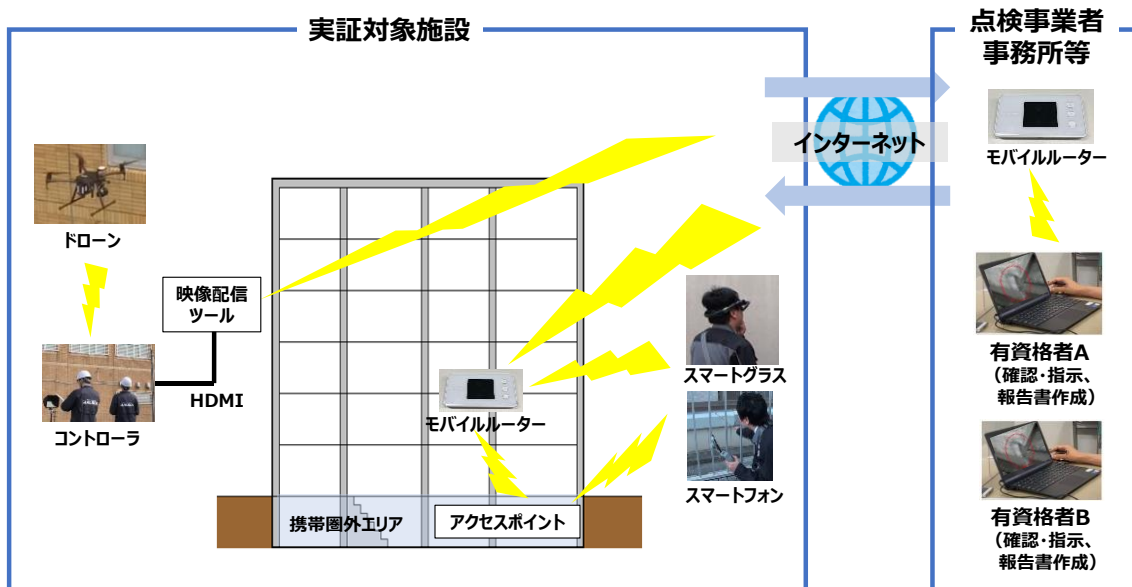 実証対象施設
点検事業者
事務所等
インターネット
モバイルルーター
ドローン
映像配信
ツール
HDMI
コントローラ
スマートグラス
モバイルルーター
スマートフォン
携帯圏外エリア
アクセスポイント
有資格者A
（確認・指示、
報告書作成）
有資格者B
（確認・指示、
報告書作成）